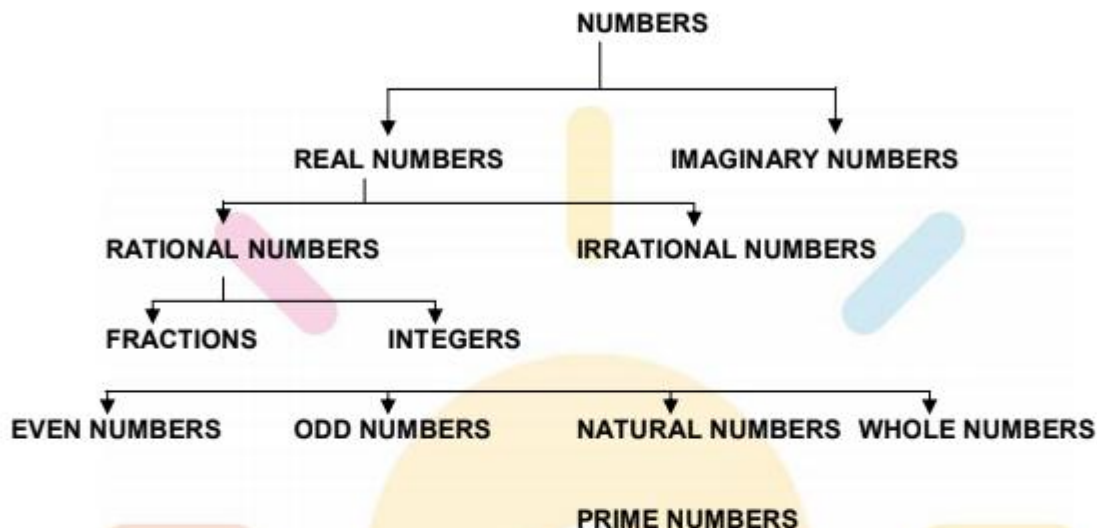 NUMBERS
REAL NUMBERS IMAGINARY NUMBERS
RATIONAL NUMBERS IRRATIONAL NUMBERS
FRACTIONS INTEGERS
EVEN NUMBERS ODD NUMBERS NATURAL NUMBERS WHOLE NUMBERS
PRIME NUMBERS